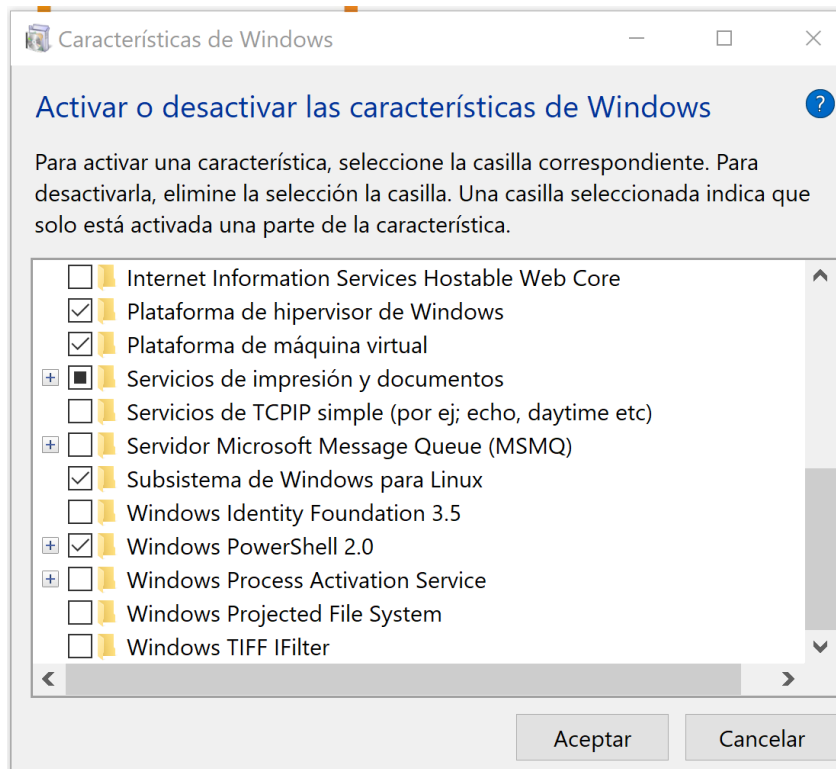 Características de Windows
Activar o desactivar las características de Windows
?
Para activar una característica, seleccione la casilla correspondiente. Para
desactivarla, elimine la selección la casilla. Una casilla seleccionada indica que
solo está activada una parte de la característica.
Internet Information Services Hostable Web Core
Plataforma de hipervisor de Windows
Plataforma de máquina virtual
Servicios de impresión y documentos
Servicios de TCPIP simple (por ej; echo, daytime etc)
Servidor Microsoft Message Queue (MSMQ)
Subsistema de Windows para Linux
Windows Identity Foundation 3.5
Windows PowerShell 2.0
Windows Process Activation Service
Windows Projected File System
Windows TIFF IFilter
Aceptar Cancelar